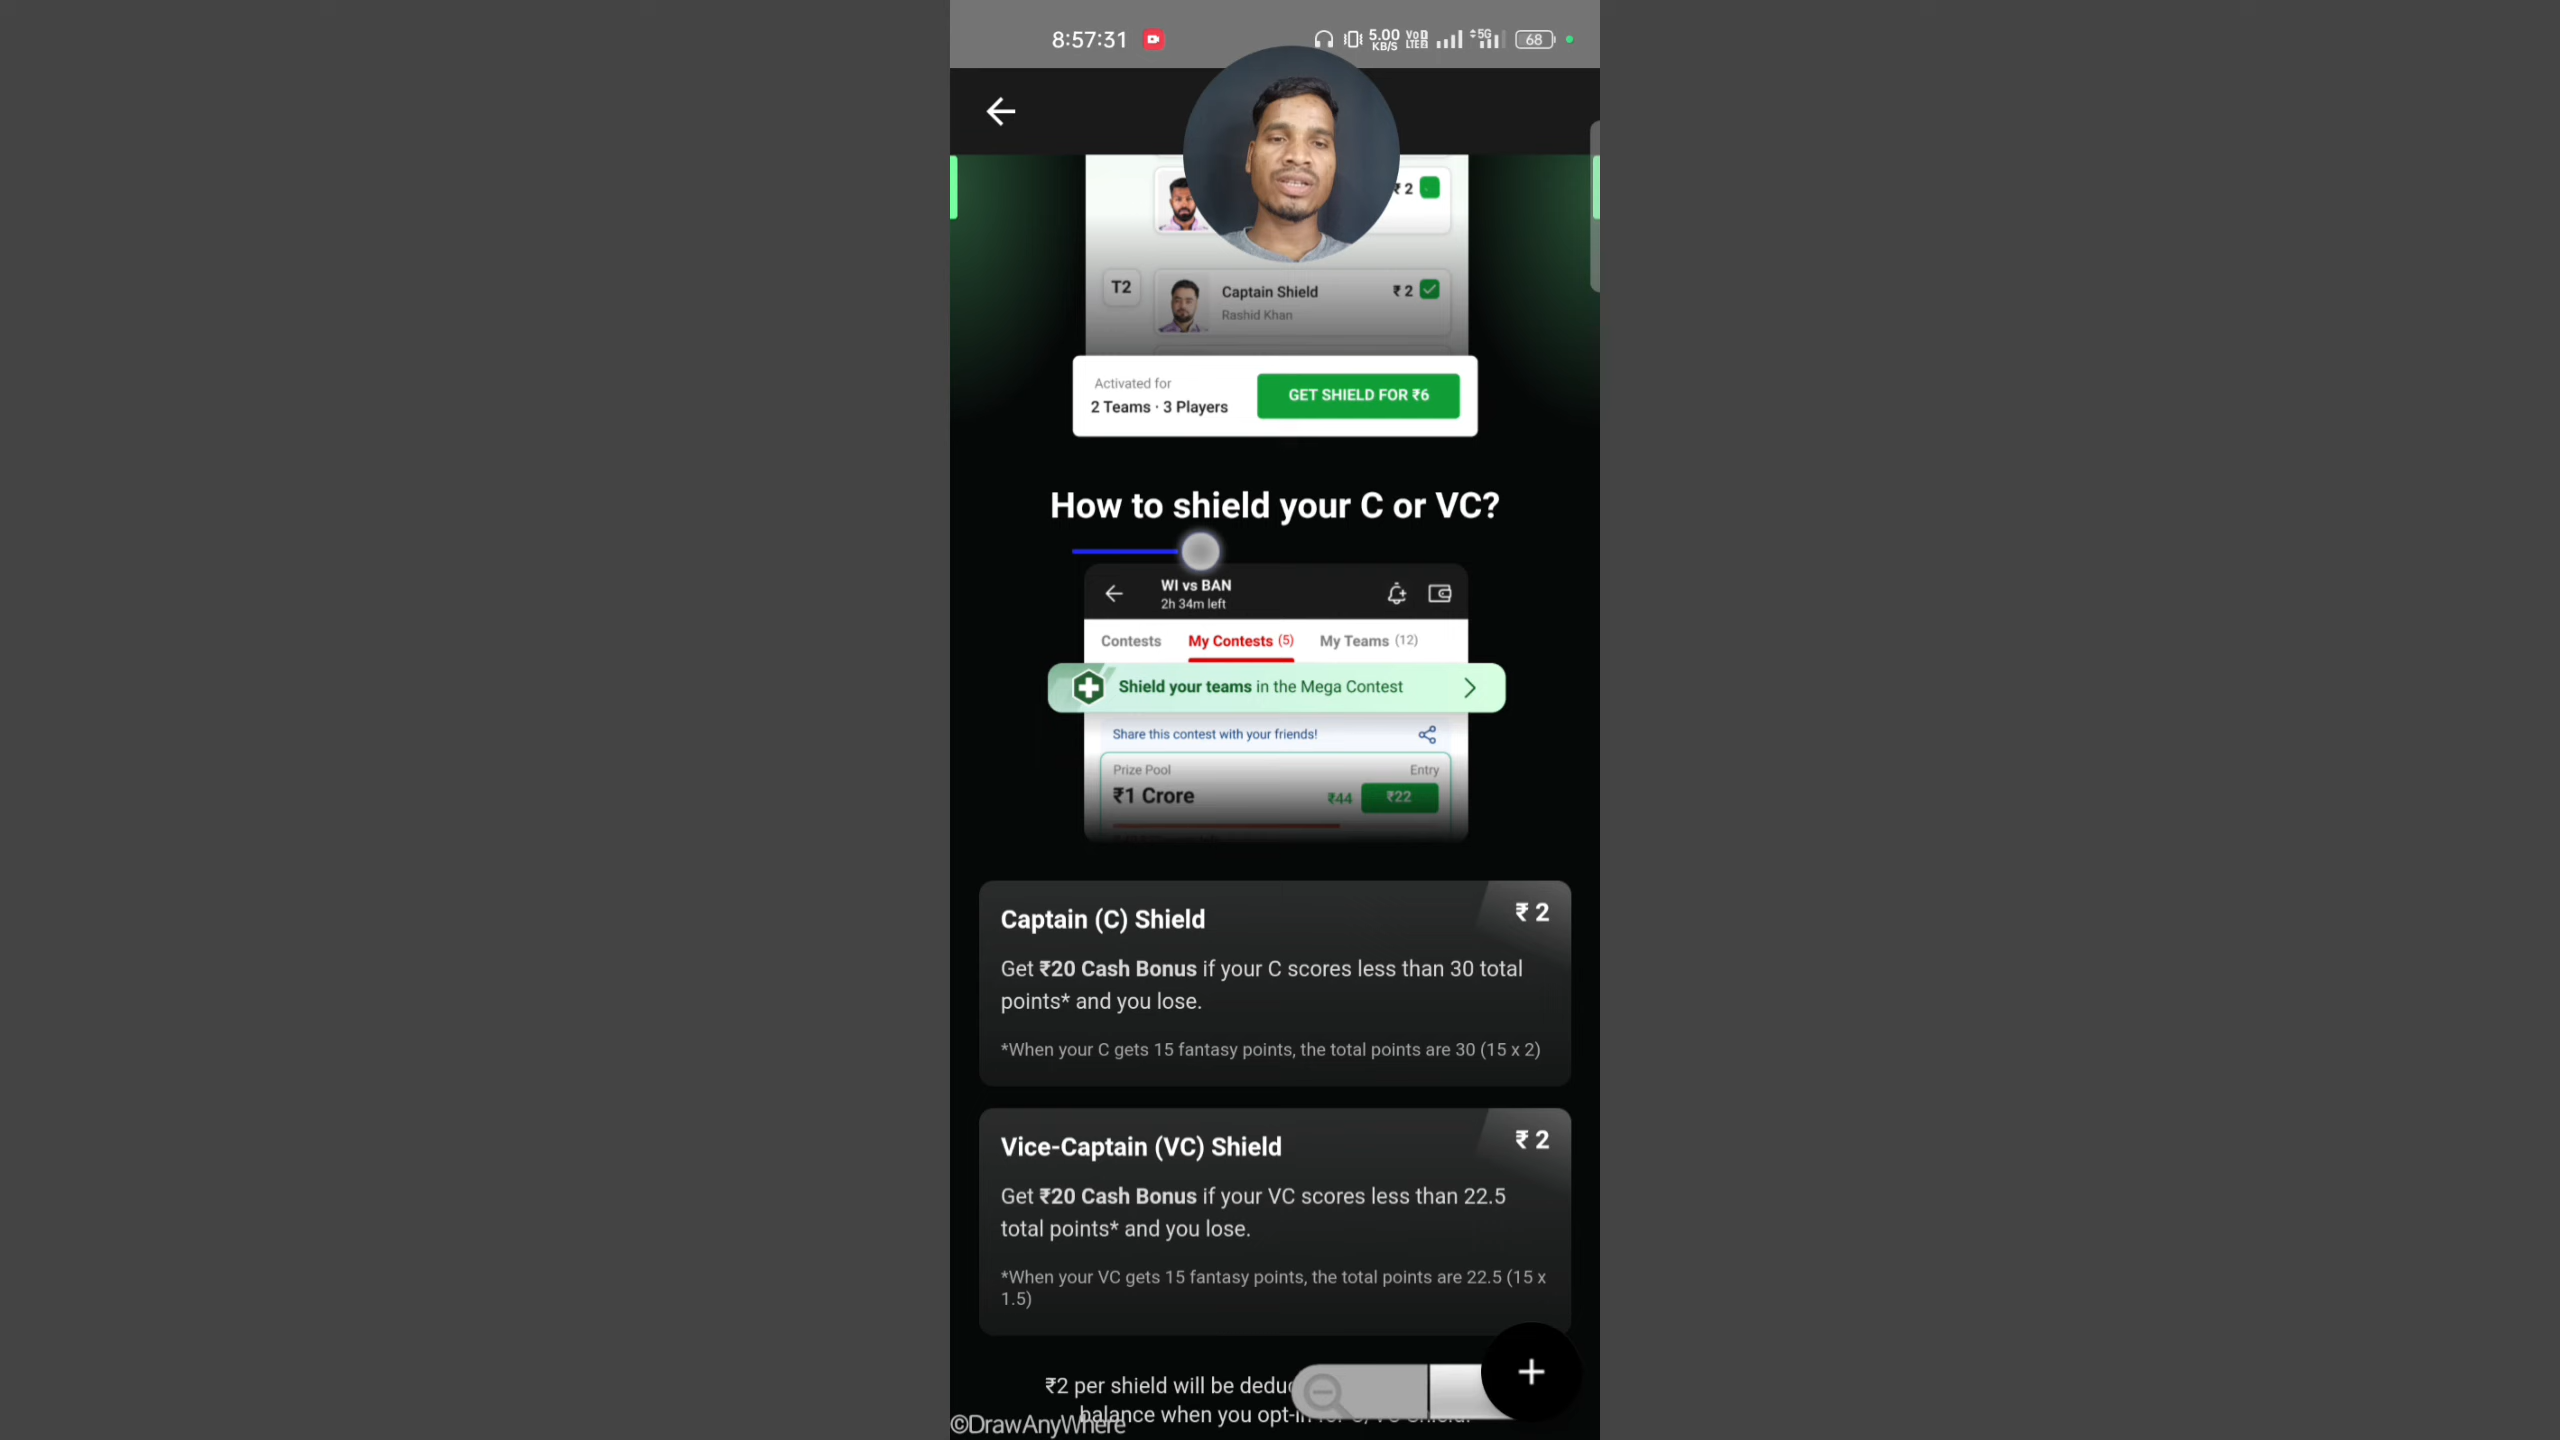 8:57:31
5.00 KB/S
5G
68
₹ 2
T2
Captain Shield
₹ 2
Rashid Khan
Activated for
2 Teams · 3 Players
GET SHIELD FOR ₹6
How to shield your C or VC?
WI vs BAN
2h 34m left
Contests
My Contests (5)
My Teams (12)
Shield your teams in the Mega Contest
Share this contest with your friends!
Prize Pool
Entry
₹1 Crore
₹44
₹22
Captain (C) Shield
₹ 2
Get ₹20 Cash Bonus if your C scores less than 30 total
points* and you lose.
*When your C gets 15 fantasy points, the total points are 30 (15 x 2)
Vice-Captain (VC) Shield
₹ 2
Get ₹20 Cash Bonus if your VC scores less than 22.5
total points* and you lose.
*When your VC gets 15 fantasy points, the total points are 22.5 (15 x
1.5)
₹2 per shield will be
balance when you
©DrawAnyWhere